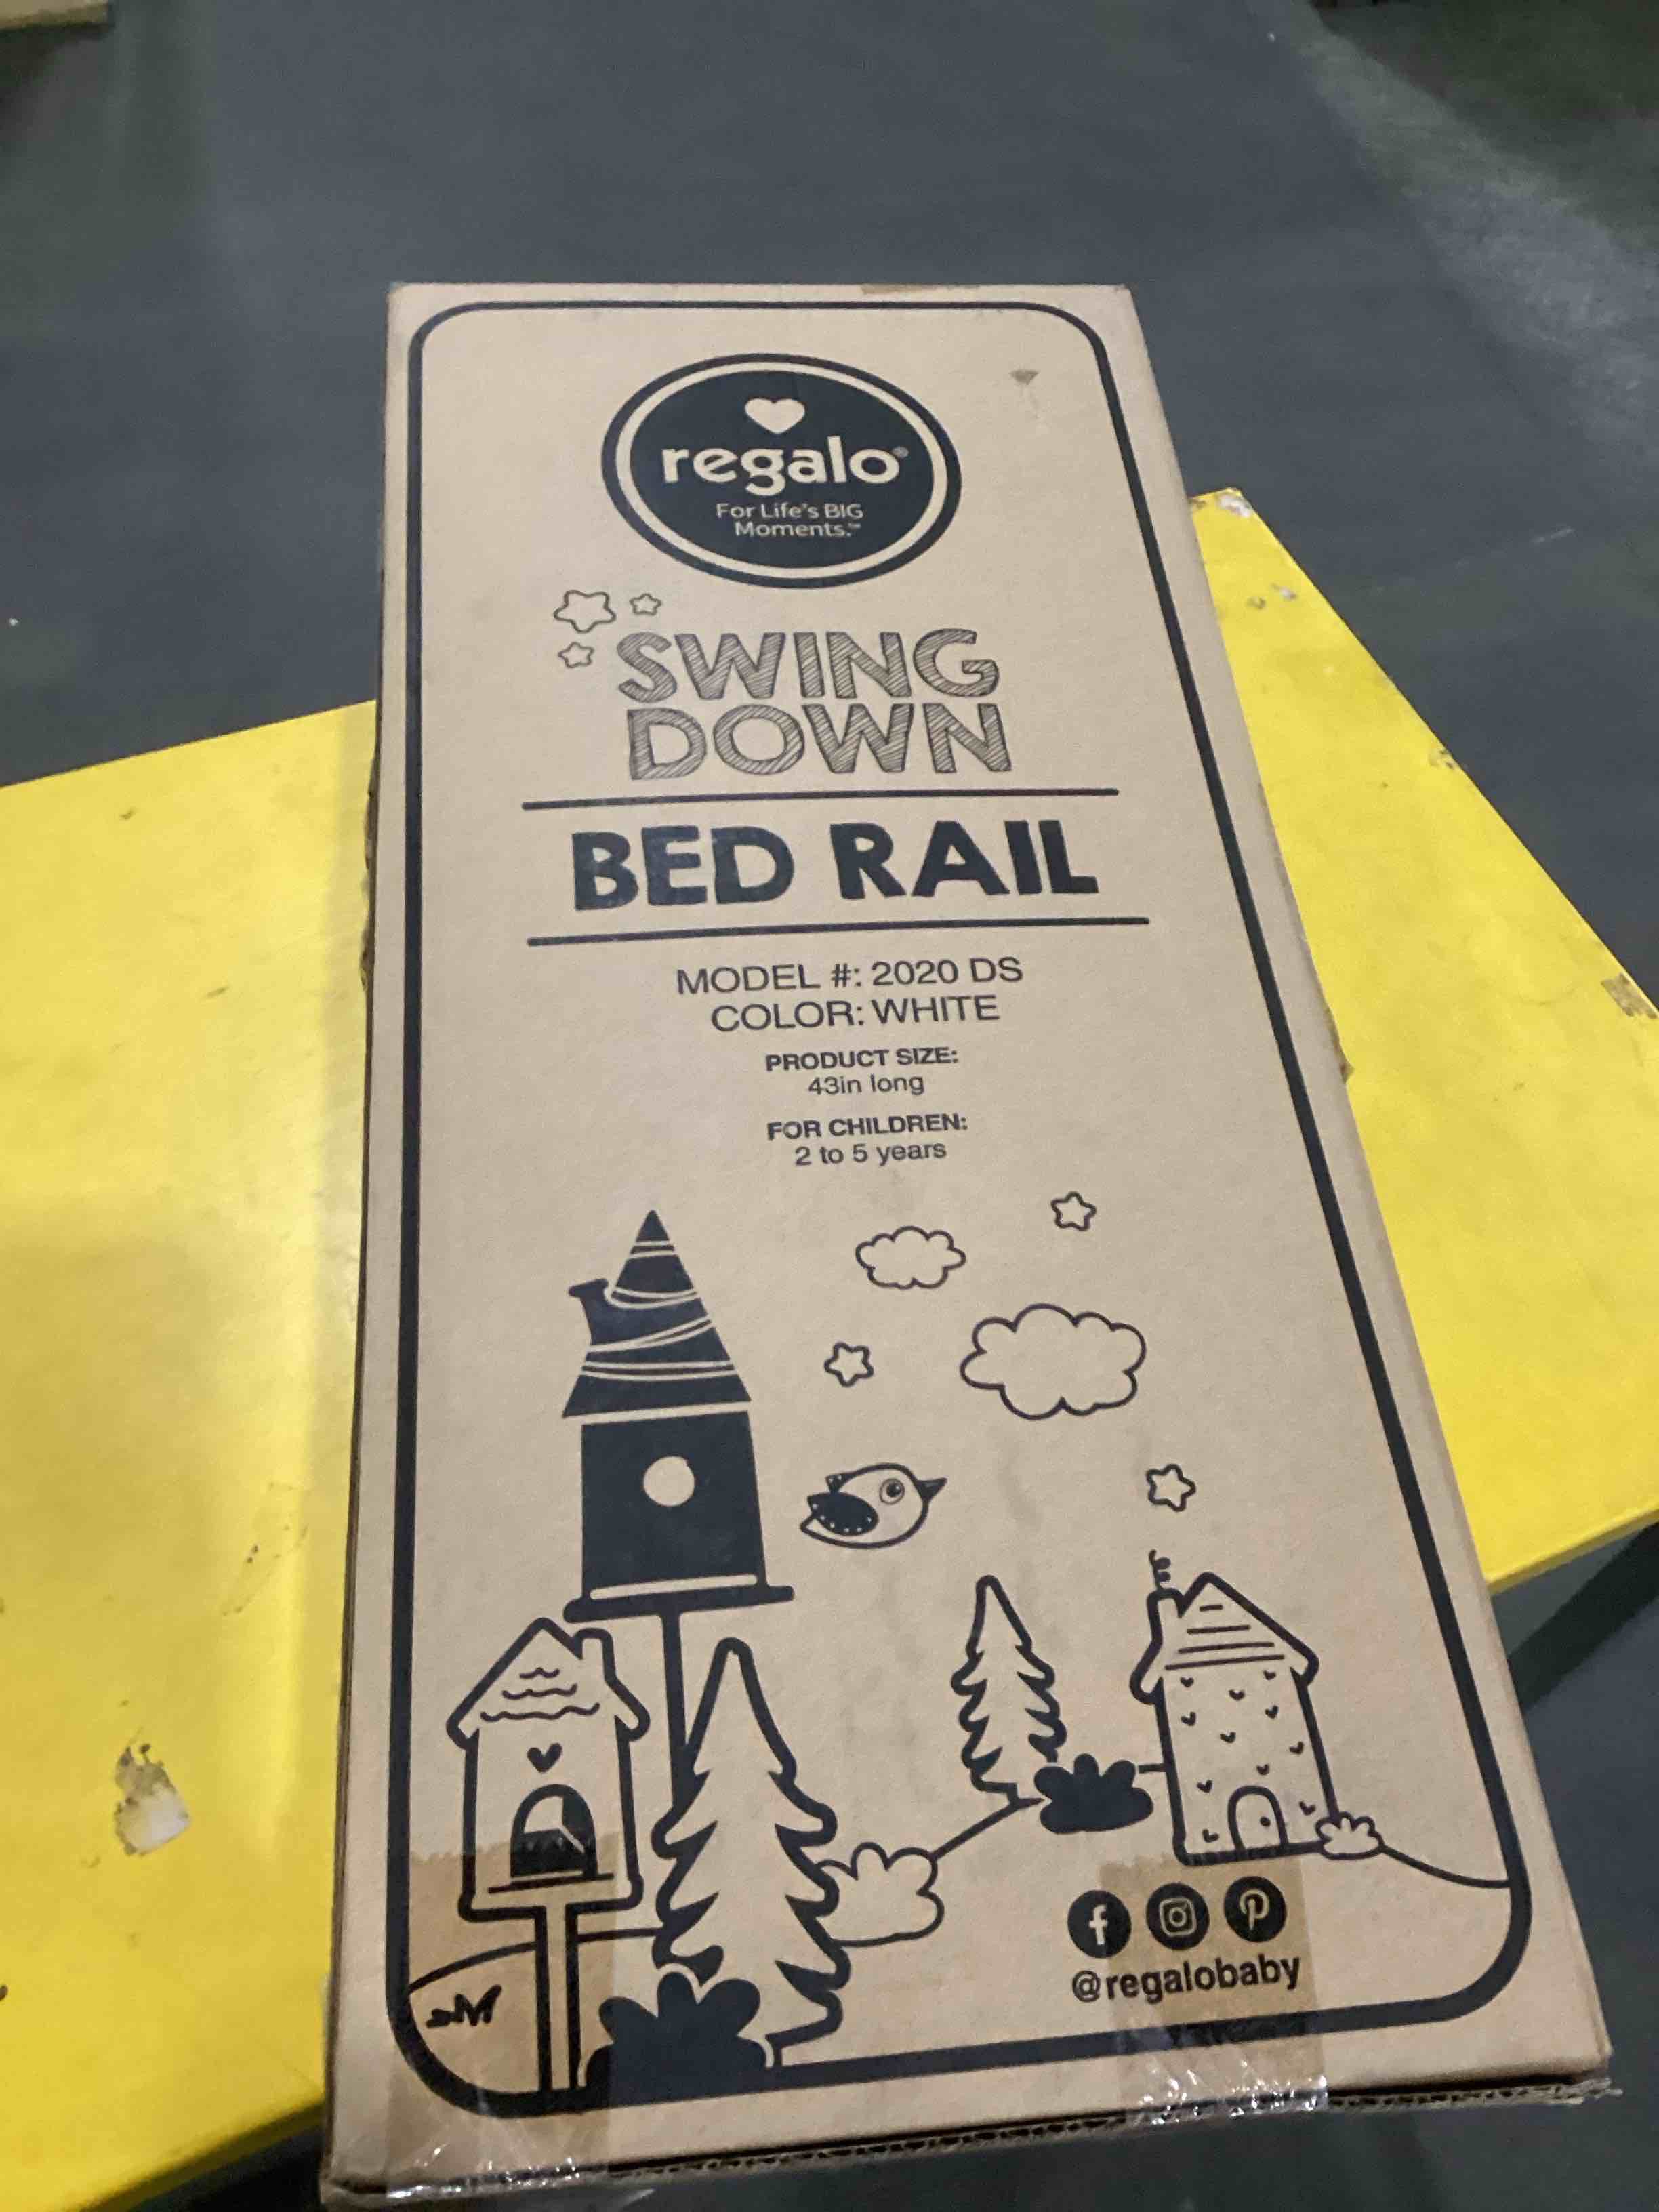 regalo®
For Life's BIG
Moments.™
SWING
DOWN
BED RAIL
MODEL #: 2020 DS
COLOR: WHITE
PRODUCT SIZE:
43in long
FOR CHILDREN:
2 to 5 years
@regalobaby